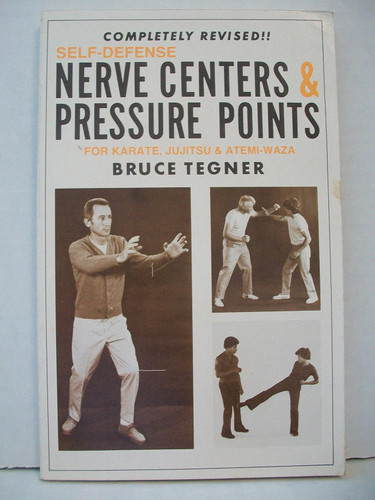 COMPLETELY REVISED!!
SELF-DEFENSE
NERVE CENTERS &
PRESSURE POINTS
FOR KARATE, JUJITSU & ATEMI-WAZA
BRUCE TEGNER